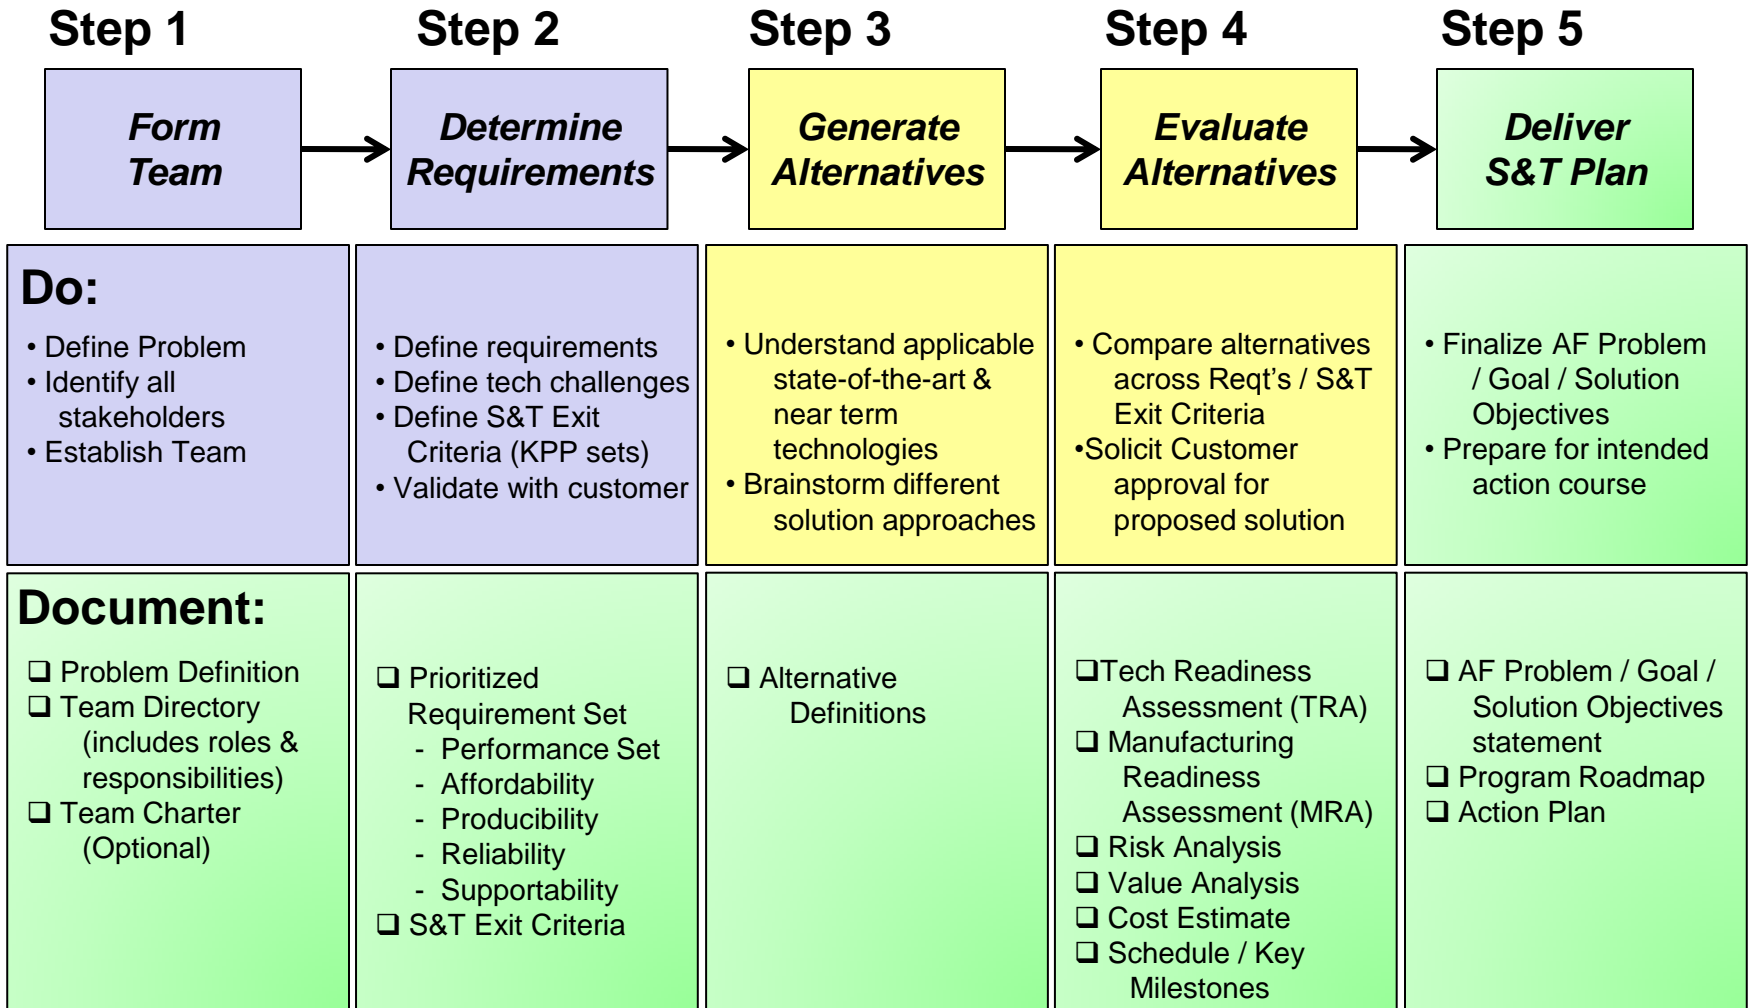 Step 1
Step 2
Step 3
Step 4
Step 5
Form
Team
Determine
Requirements
Generate
Alternatives
Evaluate
Alternatives
Deliver
S&T Plan
Do:
• Define Problem
• Identify all
stakeholders
• Establish Team
• Define requirements
• Define tech challenges
• Define S&T Exit
Criteria (KPP sets)
• Validate with customer
• Understand applicable
state-of-the-art &
near term
technologies
• Brainstorm different
solution approaches
• Compare alternatives
across Reqt's / S&T
Exit Criteria
•Solicit Customer
approval for
proposed solution
• Finalize AF Problem
/ Goal / Solution
Objectives
• Prepare for intended
action course
Document:
❑ Problem Definition
❑ Team Directory
(includes roles &
responsibilities)
❑ Team Charter
(Optional)
❑ Prioritized
Requirement Set
- Performance Set
- Affordability
- Producibility
- Reliability
- Supportability
❑ S&T Exit Criteria
❑ Alternative
Definitions
❑Tech Readiness
Assessment (TRA)
❑ Manufacturing
Readiness
Assessment (MRA)
❑ Risk Analysis
❑ Value Analysis
❑ Cost Estimate
❑ Schedule / Key
Milestones
❑ AF Problem / Goal /
Solution Objectives
statement
❑ Program Roadmap
❑ Action Plan